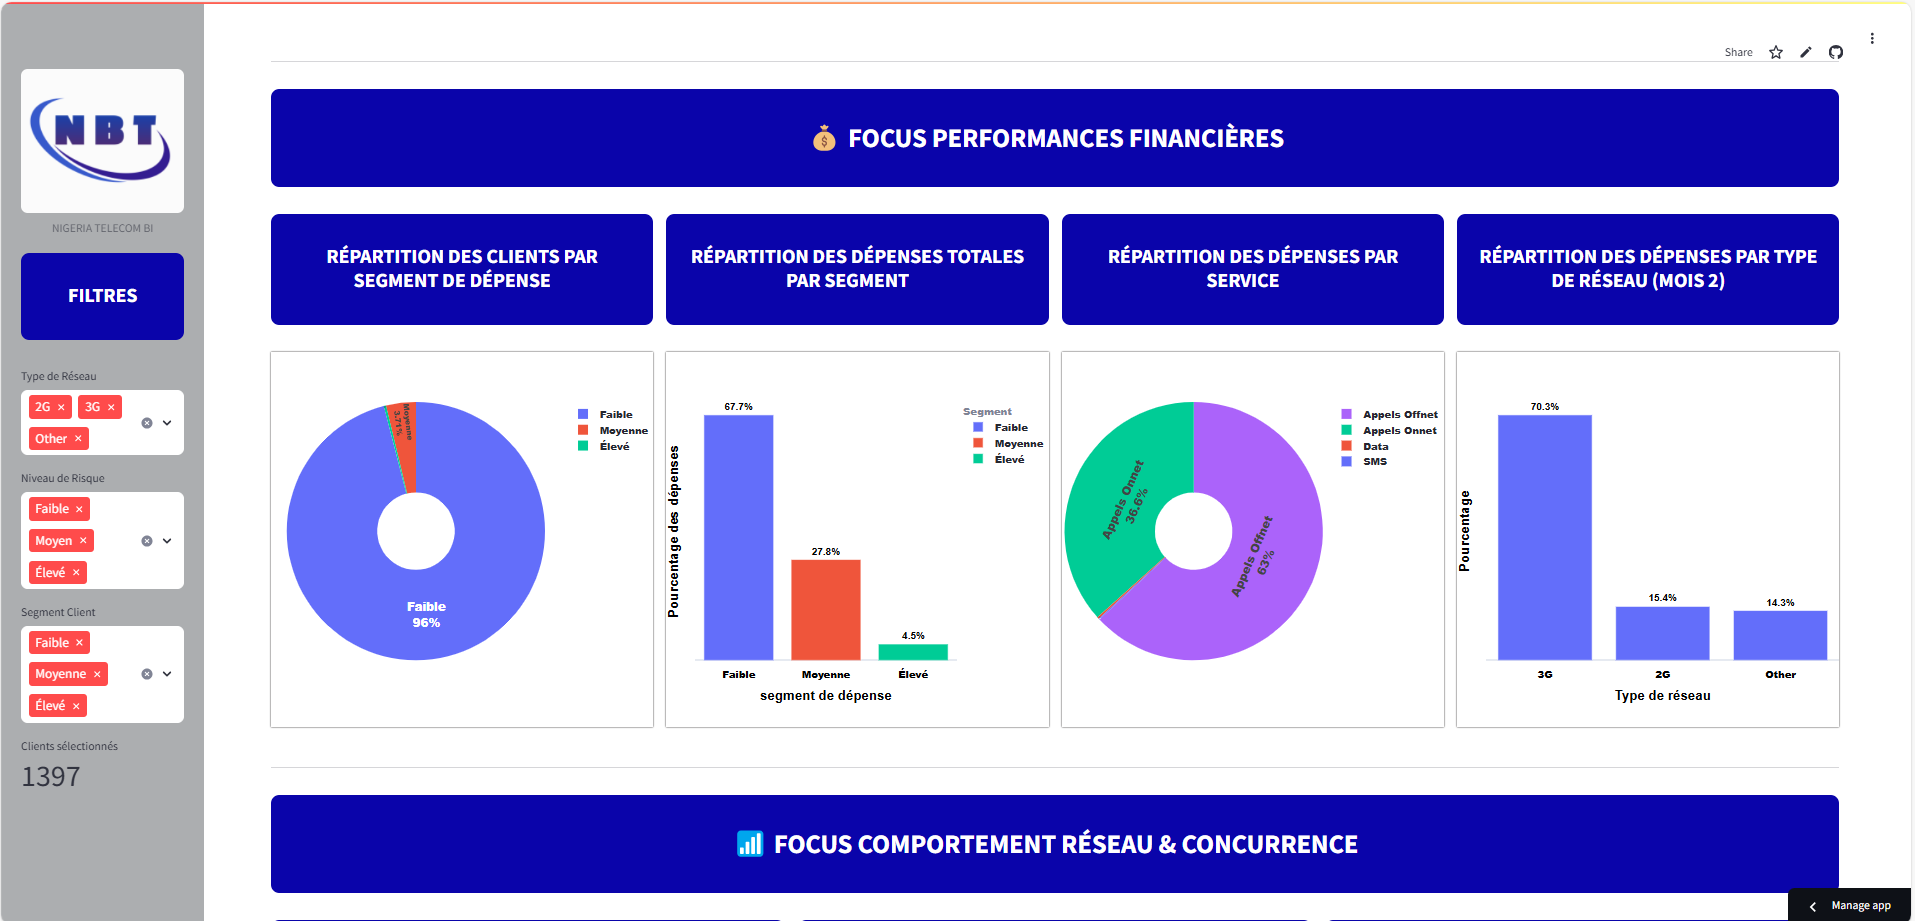 Share
NBT
NIGERIA TELECOM BI
FILTRES
Type de Réseau
2G × 3G ×
Other ×
Niveau de Risque
Faible ×
Moyen ×
Élevé ×
Segment Client
Faible ×
Moyenne ×
Élevé ×
Clients sélectionnés
1397
💰 FOCUS PERFORMANCES FINANCIÈRES
RÉPARTITION DES CLIENTS PAR
SEGMENT DE DÉPENSE
Moyenne
3.71%
Faible
96%
Faible
Moyenne
Élevé
RÉPARTITION DES DÉPENSES TOTALES
PAR SEGMENT
Pourcentage des dépenses
67.7%
27.8%
4.5%
Faible
Moyenne
Élevé
segment de dépense
Segment
Faible
Moyenne
Élevé
RÉPARTITION DES DÉPENSES PAR
SERVICE
Appels Onnet
36.6%
Appels Offnet
63%
Appels Offnet
Appels Onnet
Data
SMS
RÉPARTITION DES DÉPENSES PAR TYPE
DE RÉSEAU (MOIS 2)
Pourcentage
70.3%
15.4%
14.3%
3G
2G
Other
Type de réseau
📊 FOCUS COMPORTEMENT RÉSEAU & CONCURRENCE
Manage app